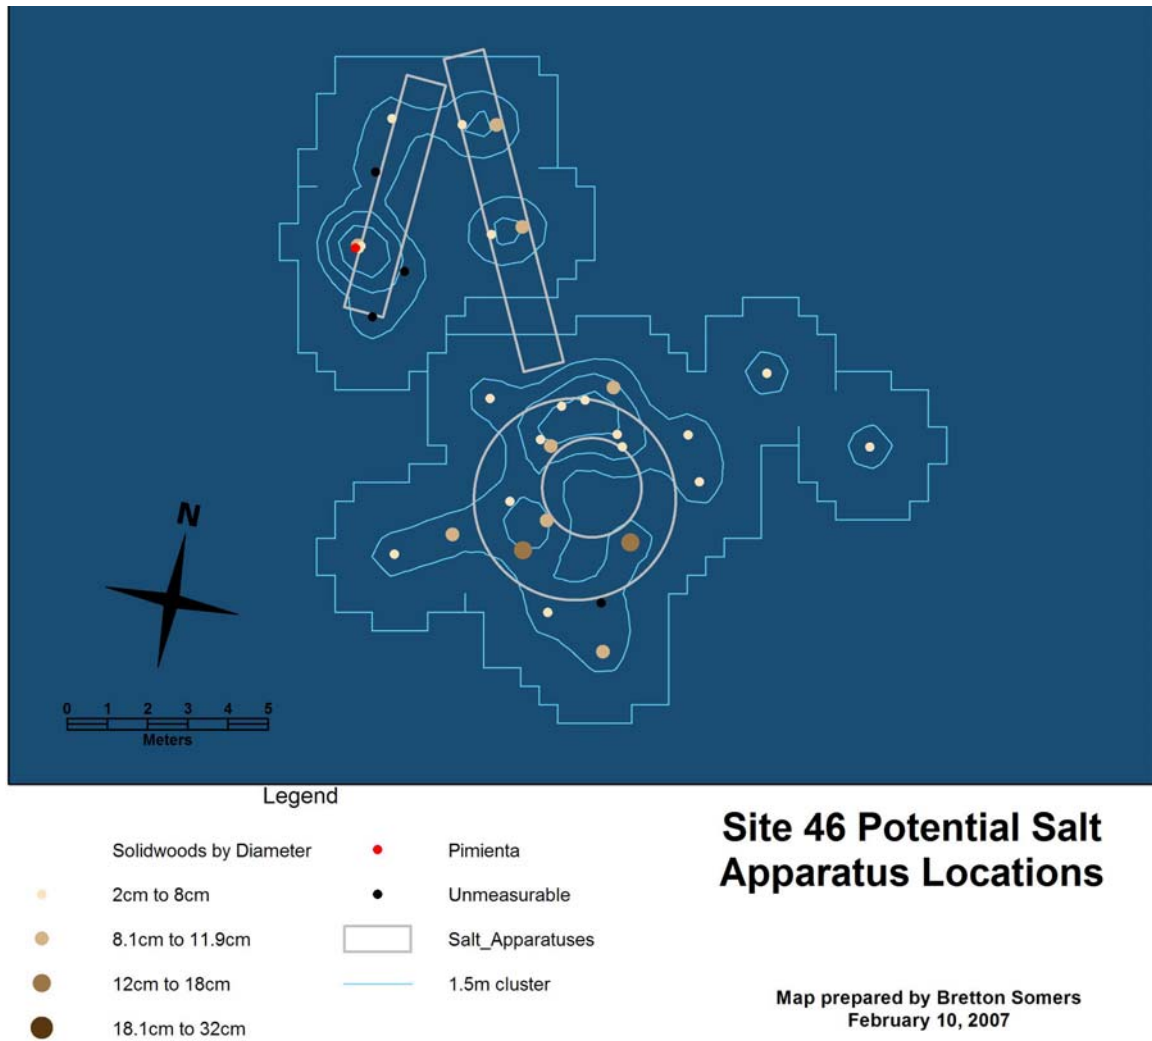 N
0 1 2 3 4 5
Meters
Legend
Solidwoods by Diameter
2cm to 8cm
8.1cm to 11.9cm
12cm to 18cm
18.1cm to 32cm
Pimienta
Unmeasurable
Salt_Apparatuses
1.5m cluster
Site 46 Potential Salt
Apparatus Locations
Map prepared by Bretton Somers
February 10, 2007